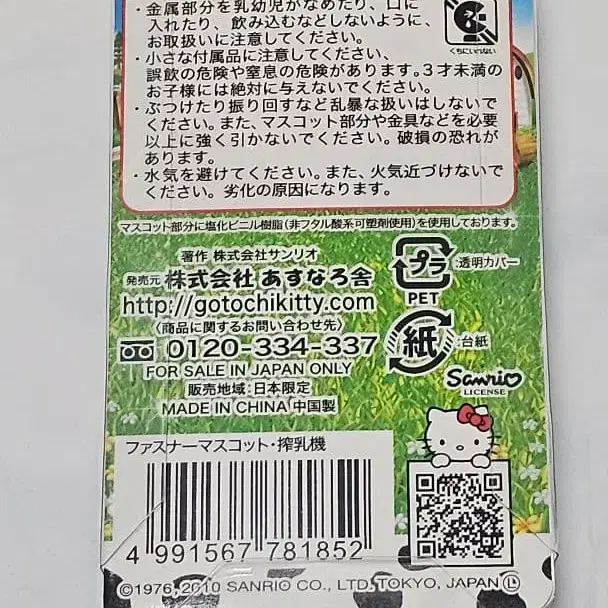 ・金属部分を乳幼児がなめたり、口に
入れたり、飲み込むなどしないように、
お取扱いに注意してください。
くちにいれない
・小さな付属品に注意してください、
誤飲の危険や窒息の危険があります。3才未満の
お子様には絶対に与えないでください。
・ぶつけたり振り回すなど乱暴な扱いはしないで
ください。また、マスコット部分や金具などを必要
以上に強く引かないでください。破損の恐れが
あります。
・水気を避けてください。また、火気近づけないで
ください。劣化の原因になります。
マスコット部分に塩化ビニル樹脂(非フタル酸系可塑剤使用)を使用しております。
著作 株式会社サンリオ
発売元 株式会社 あすなろ舎
http://gotochikitty.com
〈商品に関するお問い合わせ先〉
0120-334-337
FOR SALE IN JAPAN ONLY
販売地域:日本限定
MADE IN CHINA 中国製
プラ :透明カバー
PET
紙 :台紙
Sanrio
LICENSE
ファスナーマスコット・搾乳機
4 991567 781852
©1976, 2010 SANRIO CO., LTD. TOKYO, JAPAN Ⓛ